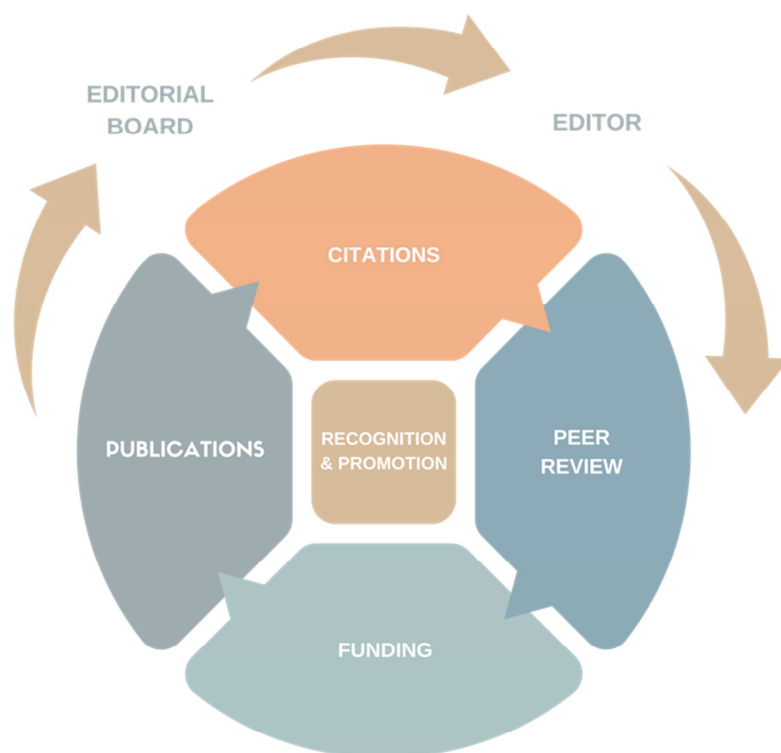 EDITORIAL
BOARD
EDITOR
CITATIONS
PUBLICATIONS
RECOGNITION
& PROMOTION
PEER
REVIEW
FUNDING